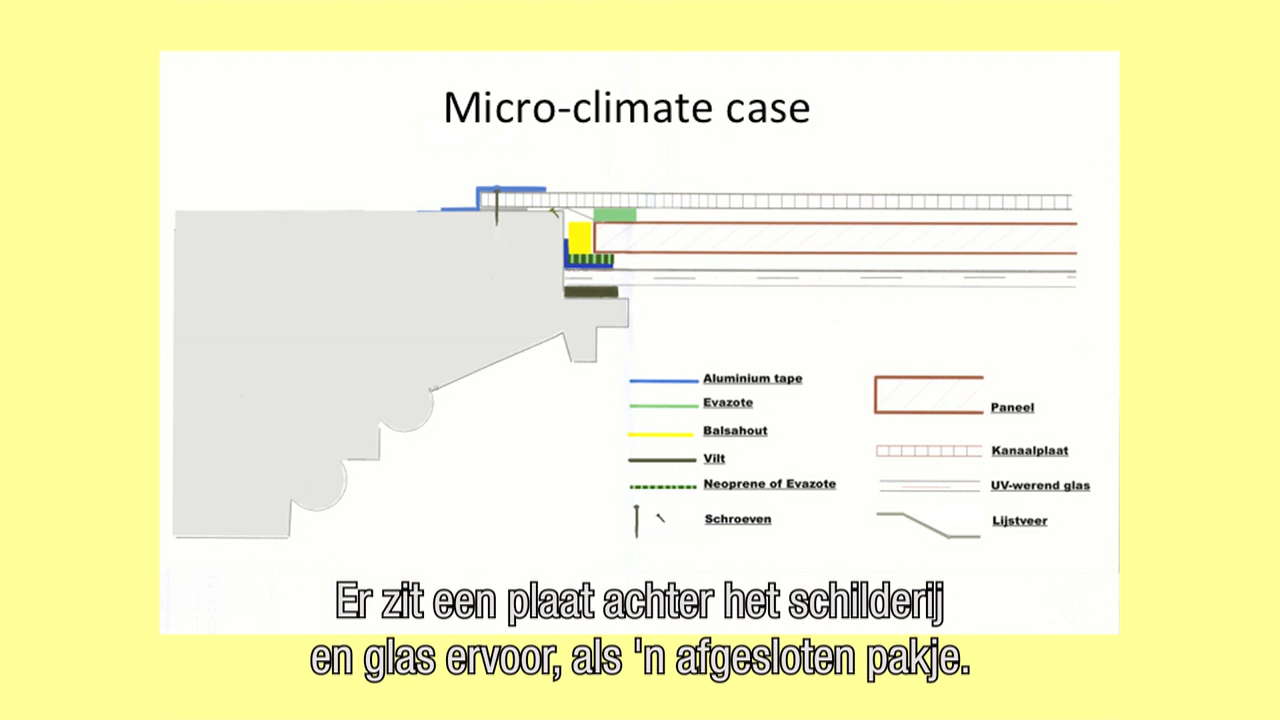 Micro-climate case
Aluminium tape
Evazote
Balsahout
Vilt
Neoprene of Evazote
Schroeven
Paneel
Kanaalplaat
UV-werend glas
Lijstveer
Er zit een plaat achter het schilderij
en glas ervoor, als 'n afgesloten pakje.